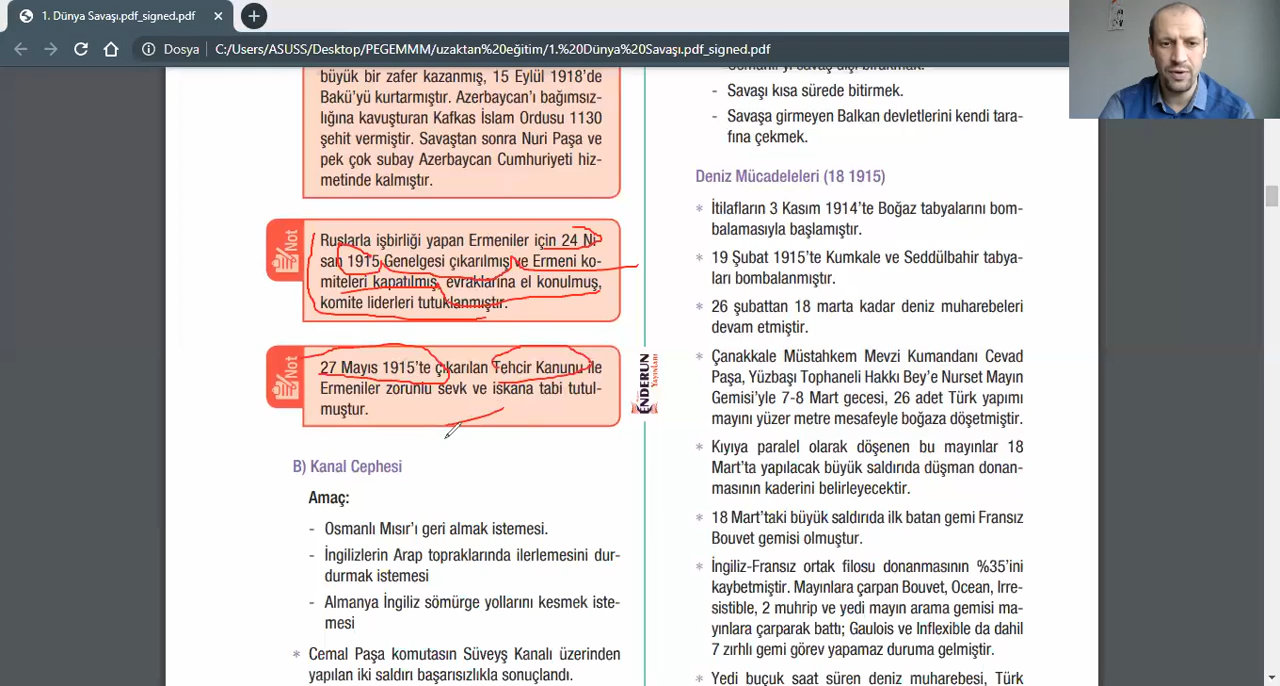 1. Dünya Savaşı.pdf_signed.pdf
Dosya
C:/Users/ASUSS/Desktop/PEGEMMM/uzaktan%20eğitim/1.%20Dünya%20Savaşı.pdf_signed.pdf
büyük bir zafer kazanmış, 15 Eylül 1918'de
Bakü'yü kurtarmıştır. Azerbaycan'ı bağımsız-
lığına kavuşturan Kafkas İslam Ordusu 1130
şehit vermiştir. Savaştan sonra Nuri Paşa ve
pek çok subay Azerbaycan Cumhuriyeti hiz-
metinde kalmıştır.
Not
Ruslarla işbirliği yapan Ermeniler için 24 Ni-
san 1915 Genelgesi çıkarılmış ve Ermeni ko-
miteleri kapatılmış, evraklarına el konulmuş,
komite liderleri tutuklanmıştır.
Not
27 Mayıs 1915'te çıkarılan Tehcir Kanunu ile
Ermeniler zorunlu sevk ve iskana tabi tutul-
muştur.
B) Kanal Cephesi
Amaç:
- Osmanlı Mısır'ı geri almak istemesi.
- İngilizlerin Arap topraklarında ilerlemesini dur-
durmak istemesi
- Almanya İngiliz sömürge yollarını kesmek iste-
mesi
* Cemal Paşa komutasın Süveyş Kanalı üzerinden
yapılan iki saldırı başarısızlıkla sonuçlandı.
ENDERUN
Yayınları
Osmanlı'yı savaş dışı bırakmak.
- Savaşı kısa sürede bitirmek.
- Savaşa girmeyen Balkan devletlerini kendi tara-
fına çekmek.
Deniz Mücadeleleri (18 1915)
* İtilafların 3 Kasım 1914'te Boğaz tabyalarını bom-
balamasıyla başlamıştır.
* 19 Şubat 1915'te Kumkale ve Seddülbahir tabya-
ları bombalanmıştır.
* 26 şubattan 18 marta kadar deniz muharebeleri
devam etmiştir.
* Çanakkale Müstahkem Mevzi Kumandanı Cevad
Paşa, Yüzbaşı Tophaneli Hakkı Bey'e Nurset Mayın
Gemisi'yle 7-8 Mart gecesi, 26 adet Türk yapımı
mayını yüzer metre mesafeyle boğaza döşetmiştir.
* Kıyıya paralel olarak döşenen bu mayınlar 18
Mart'ta yapılacak büyük saldırıda düşman donan-
masının kaderini belirleyecektir.
* 18 Mart'taki büyük saldırıda ilk batan gemi Fransız
Bouvet gemisi olmuştur.
* İngiliz-Fransız ortak filosu donanmasının %35'ini
kaybetmiştir. Mayınlara çarpan Bouvet, Ocean, Irre-
sistible, 2 muhrip ve yedi mayın arama gemisi ma-
yınlara çarparak battı; Gaulois ve Inflexible da dahil
7 zırhlı gemi görev yapamaz duruma gelmiştir.
* Yedi buçuk saat süren deniz muharebesi, Türk